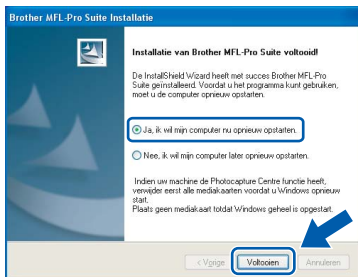 Brother MFL-Pro Suite Installatie
Installatie van Brother MFL-Pro Suite voltooid!
De InstallShield Wizard heeft met succes Brother MFL-Pro
Suite geïnstalleerd. Voordat u het programma kunt gebruiken,
moet u de computer opnieuw opstarten.
Ja, ik wil mijn computer nu opnieuw opstarten.
Nee, ik wil mijn computer later opnieuw opstarten.
Indien uw machine de Photocapture Centre functie heeft,
verwijder eerst alle mediakaarten voordat u Windows opnieuw
start.
Plaats geen mediakaart totdat Windows geheel is opgestart.
< Vorige
Voltooien
Annuleren